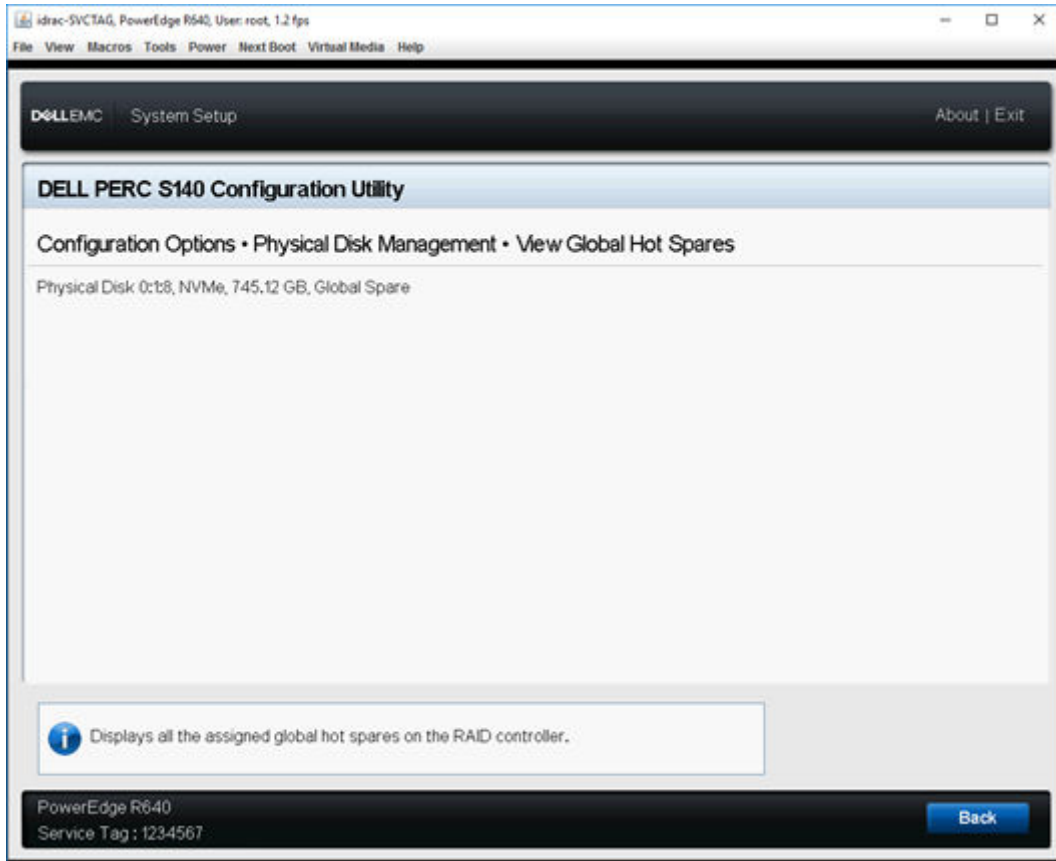 idrac-SVCTAG, PowerEdge R640, User: root, 1.2 fps
File View Macros Tools Power Next Boot Virtual Media Help
DELLEMC System Setup About | Exit
DELL PERC S140 Configuration Utility
Configuration Options • Physical Disk Management • View Global Hot Spares
Physical Disk 0:1:8, NVMe, 745.12 GB, Global Spare
Displays all the assigned global hot spares on the RAID controller.
PowerEdge R640
Service Tag : 1234567
Back